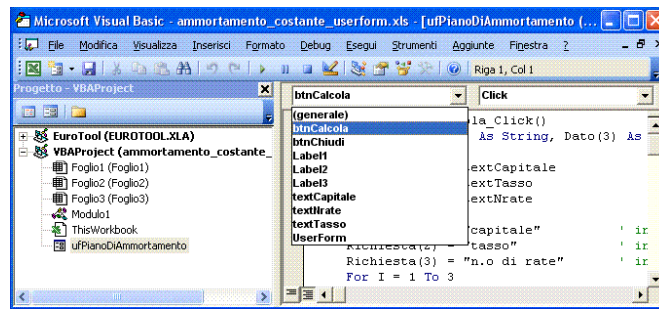 Microsoft Visual Basic - ammortamento_costante_userform.xls - [ufPianoDiAmmortamento (...
File Modifica Visualizza Inserisci Formato Debug Esegui Strumenti Aggiunte Finestra ?
Riga 1, Col 1
Progetto - VBAProject
btnCalcola Click
EuroTool (EUROTOOL.XLA)
VBAProject (ammortamento_costante_
Foglio1 (Foglio1)
Foglio2 (Foglio2)
Foglio3 (Foglio3)
Modulo1
ThisWorkbook
ufPianoDiAmmortamento
(generale)
btnCalcola
btnChiudi
Label1
Label2
Label3
textCapitale
textNrate
textTasso
UserForm
la_Click()
As String, Dato(3) As
extCapitale
extTasso
extNrate
"capitale" ' in
Richiesta(2) = "tasso" ' in
Richiesta(3) = "n.o di rate" ' in
For I = 1 To 3